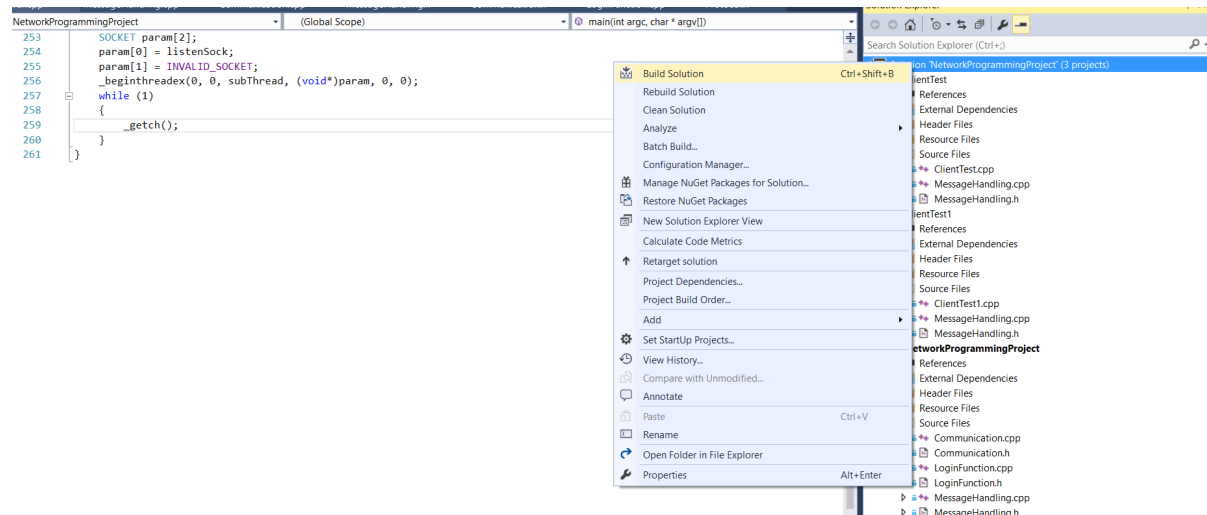 NetworkProgrammingProject
(Global Scope)
main(int argc, char * argv[])
253 SOCKET param[2];
254 param[0] = listenSock;
255 param[1] = INVALID_SOCKET;
256 _beginthreadex(0, 0, subThread, (void*)param, 0, 0);
257 while (1)
258 {
259 _getch();
260 }
261 }
Build Solution Ctrl+Shift+B
Rebuild Solution
Clean Solution
Analyze
Batch Build...
Configuration Manager...
Manage NuGet Packages for Solution...
Restore NuGet Packages
New Solution Explorer View
Calculate Code Metrics
Retarget solution
Project Dependencies...
Project Build Order...
Add
Set StartUp Projects...
View History...
Compare with Unmodified...
Annotate
Paste Ctrl+V
Rename
Open Folder in File Explorer
Properties Alt+Enter
Search Solution Explorer (Ctrl+;)
'NetworkProgrammingProject' (3 projects)
ientTest
References
External Dependencies
Header Files
Resource Files
Source Files
ClientTest.cpp
MessageHandling.cpp
MessageHandling.h
ientTest1
References
External Dependencies
Header Files
Resource Files
Source Files
ClientTest1.cpp
MessageHandling.cpp
MessageHandling.h
etworkProgrammingProject
References
External Dependencies
Header Files
Resource Files
Source Files
Communication.cpp
Communication.h
LoginFunction.cpp
LoginFunction.h
MessageHandling.cpp
MessageHandling.h